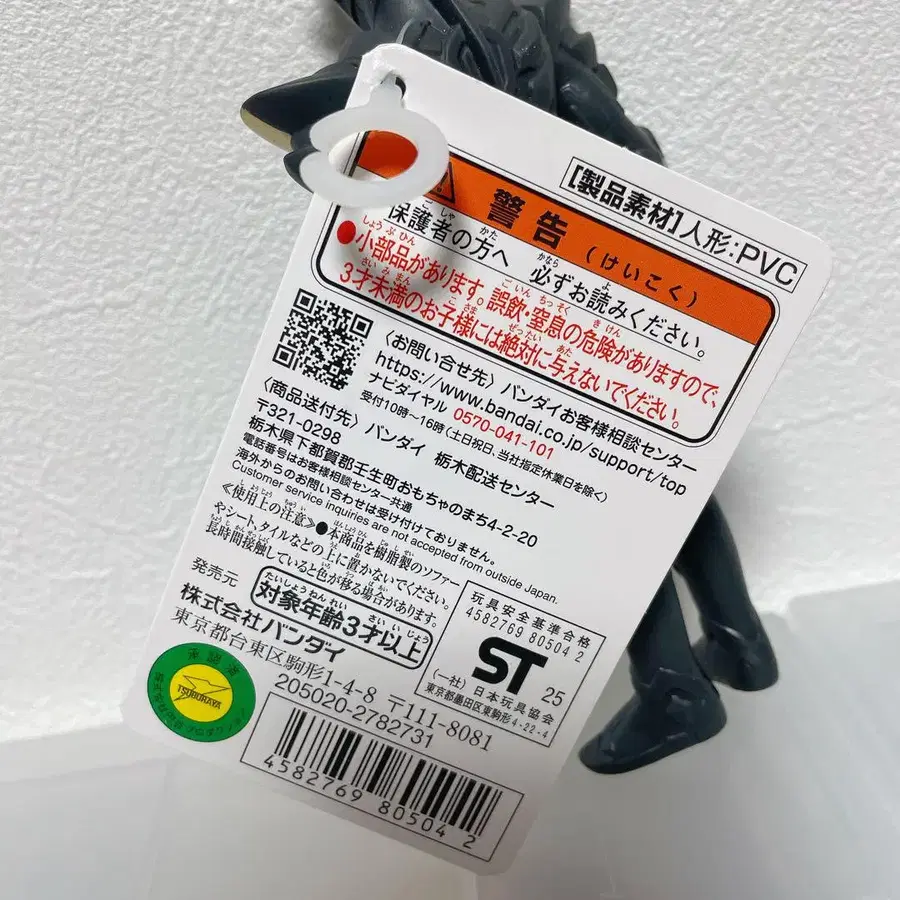 [製品素材]人形:PVC
警告
(けいこく)
保護者の方へ 必ずお読みください。
●小部品があります。誤飲・窒息の危険がありますので、
3才未満のお子様には絶対に与えないでください。
〈お問い合せ先〉バンダイお客様相談センター
https://www.bandai.co.jp/support/top
ナビダイヤル 0570-041-101
受付10時~16時(土日祝日、当社指定休業日を除く)
〈商品送付先〉バンダイ 栃木配送センター
〒321-0298
栃木県下都賀郡壬生町おもちゃのまち4-2-20
電話番号はお客様相談センター共通
海外からのお問い合わせは受け付けておりません。
Customer service inquiries are not accepted from outside Japan.
≪使用上の注意≫●本商品を樹脂製のソファー
やシート、タイルなどの上に置かないでください。
長時間接触していると色が移る場合があります。
対象年齢3才以上
発売元
株式会社バンダイ
東京都台東区駒形1-4-8 〒111-8081
205020-2782731
玩具安全基準合格
4582769 80504 2
ST
25
(一社)日本玩具協会
東京都墨田区東駒形4-22-4
TSUBURAYA
4582769 80504 2